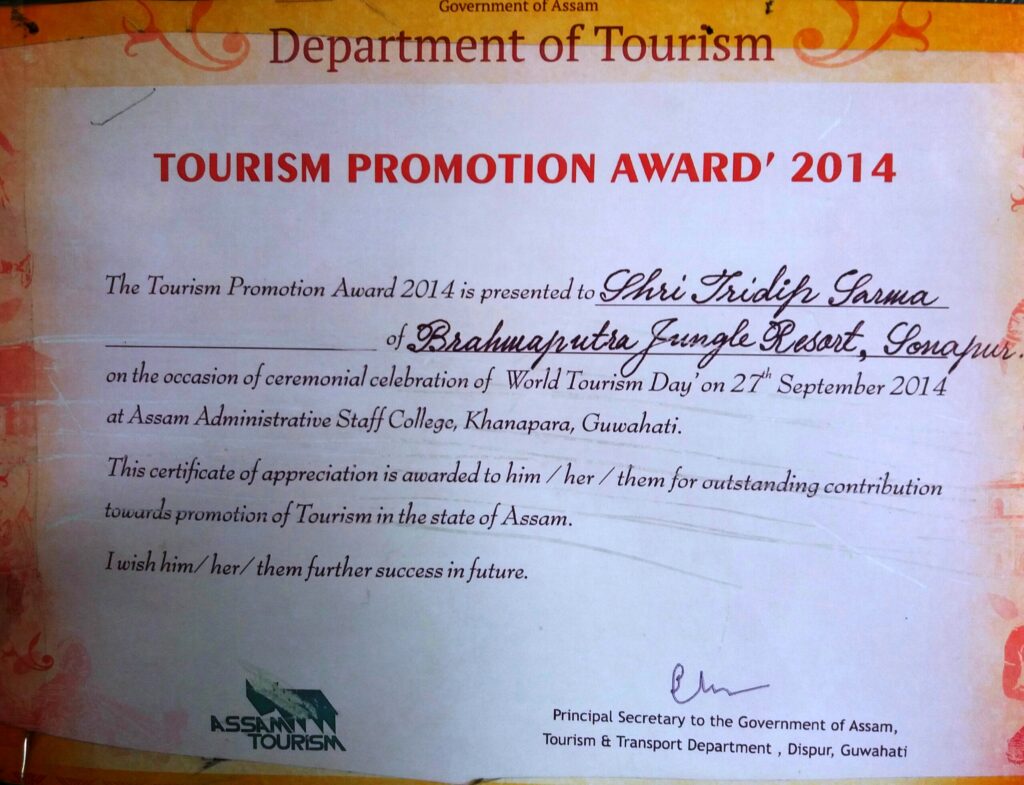 Government of Assam
Department of Tourism
TOURISM PROMOTION AWARD' 2014
The Tourism Promotion Award 2014 is presented to Shri Tridip Sarma
of Brahmaputra Jungle Resort, Sonapur.
on the occasion of ceremonial celebration of World Tourism Day' on 27th September 2014
at Assam Administrative Staff College, Khanapara, Guwahati.
This certificate of appreciation is awarded to him / her / them for outstanding contribution
towards promotion of Tourism in the state of Assam.
I wish him/ her/ them further success in future.
ASSAM
TOURISM
Principal Secretary to the Government of Assam,
Tourism & Transport Department , Dispur, Guwahati